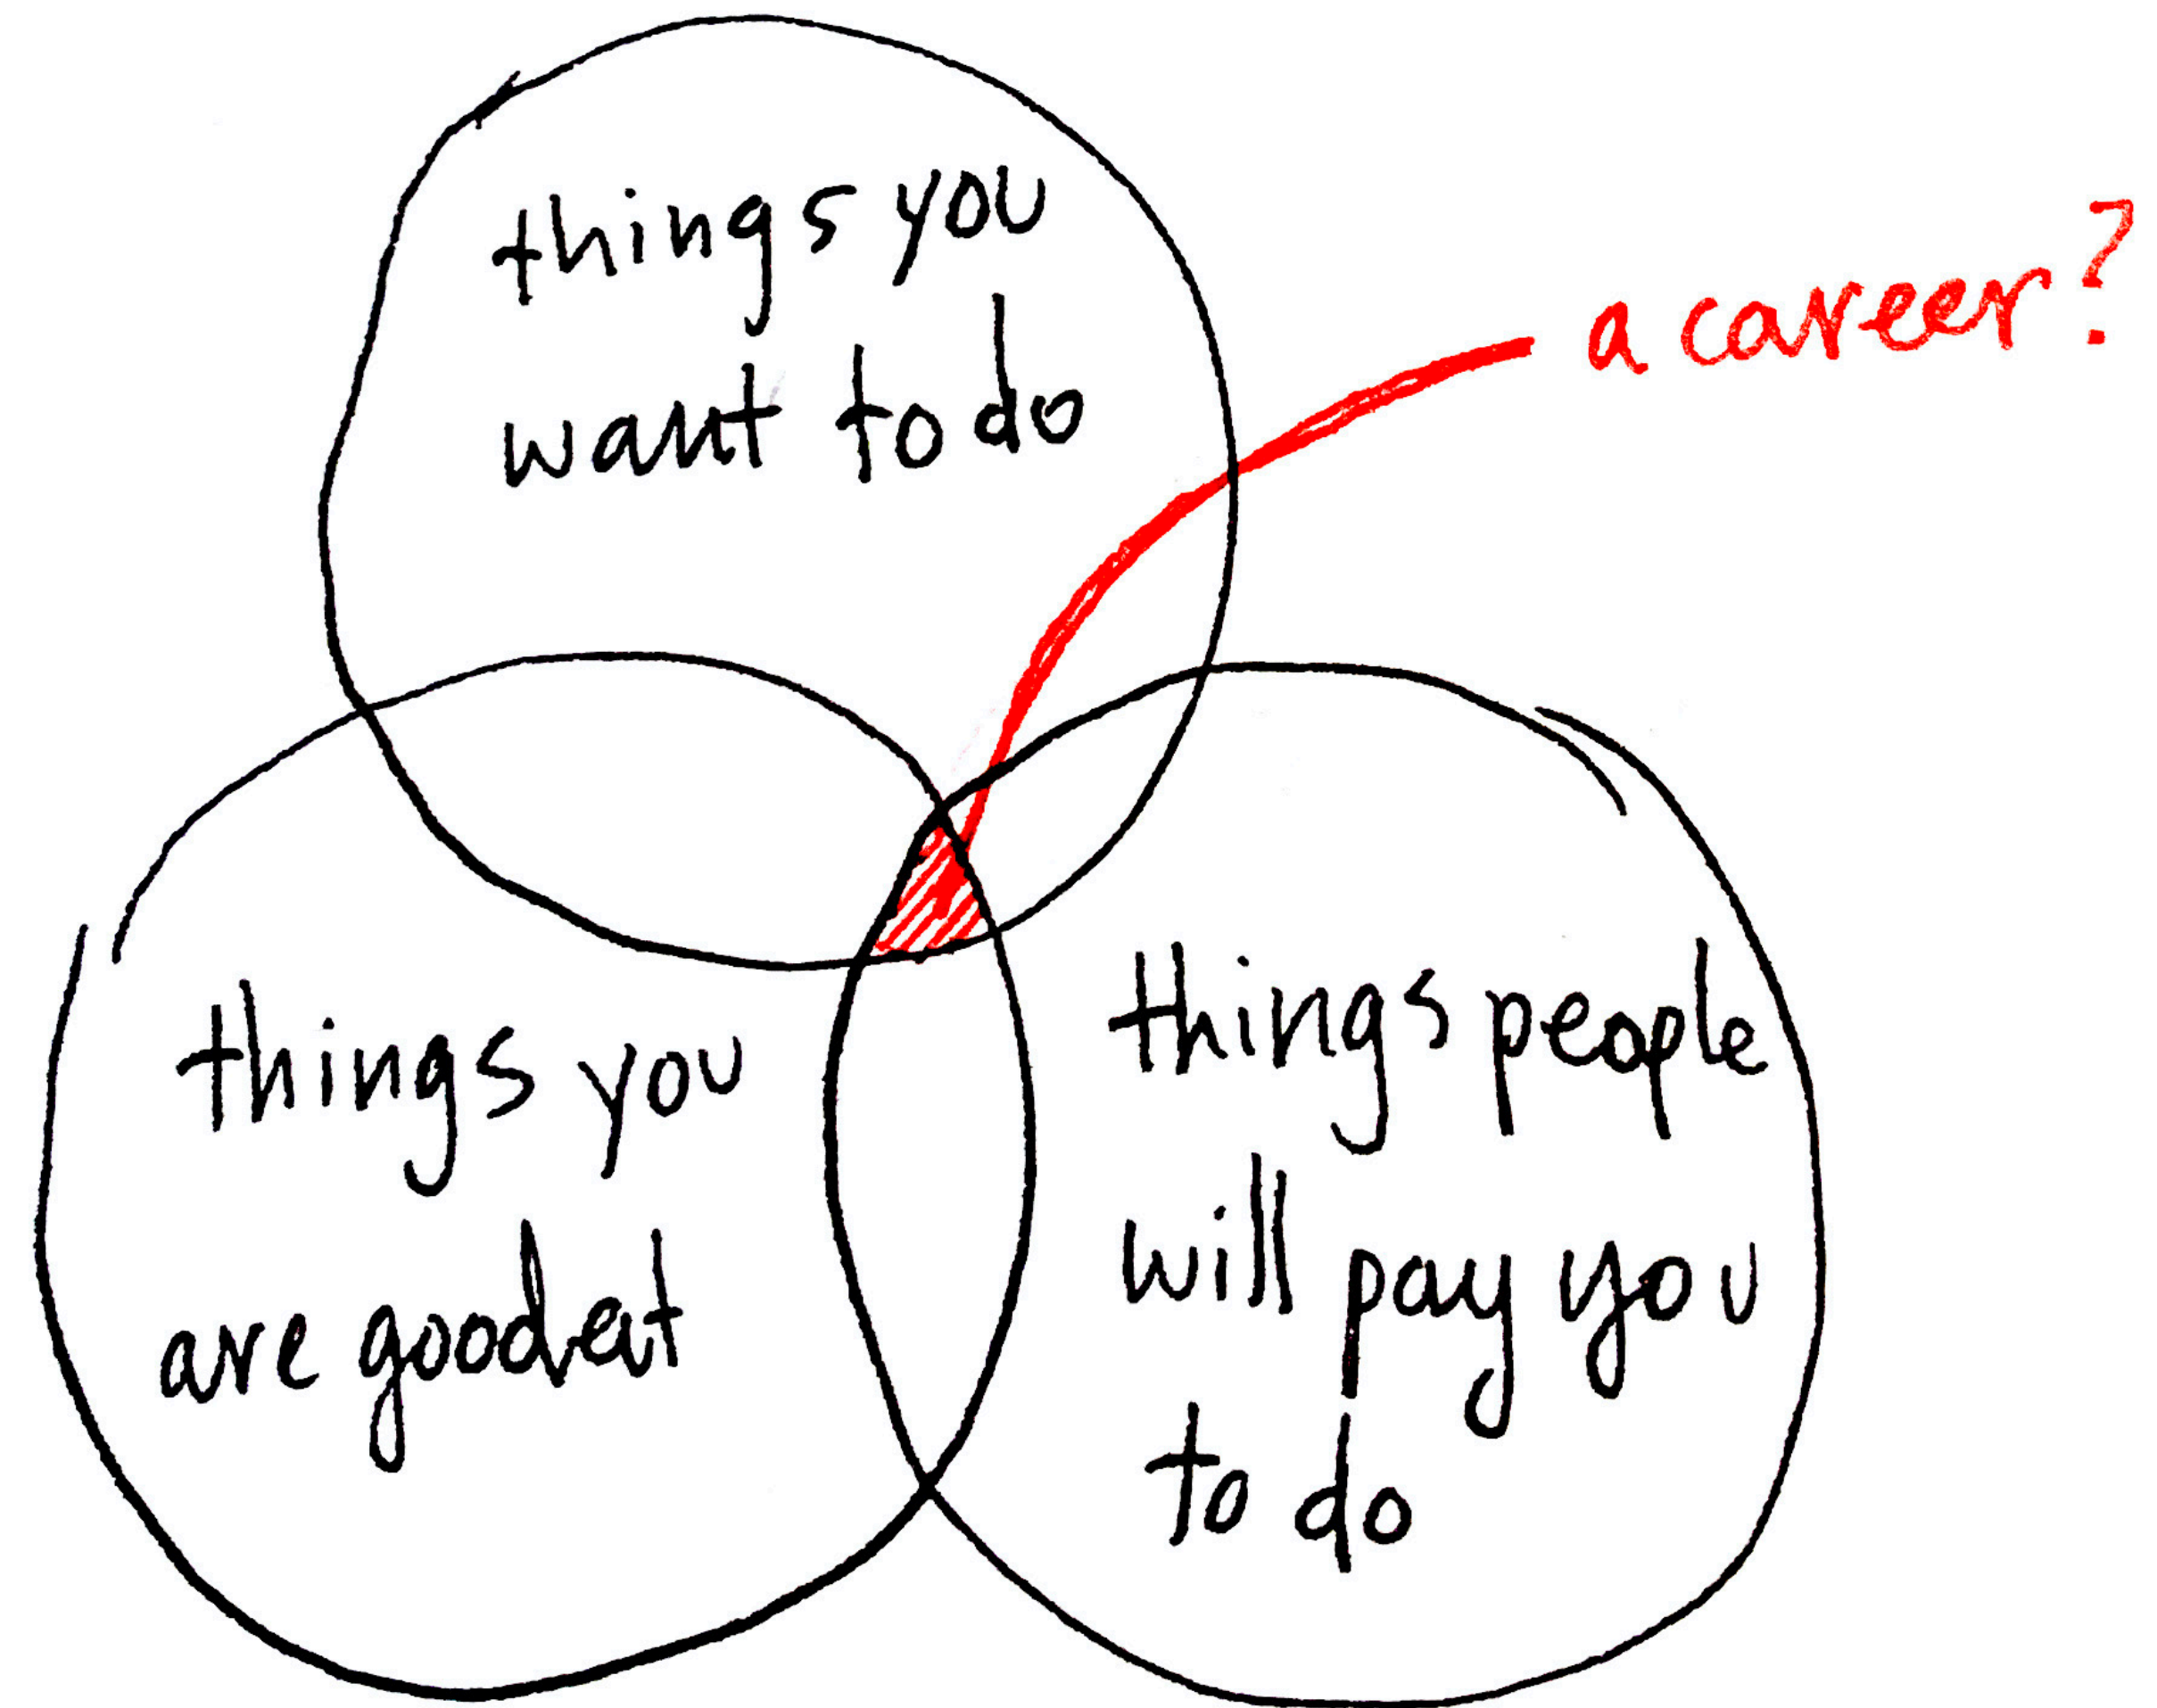 things you
want to do
a career?
things you
are good at
things people
will pay you
to do